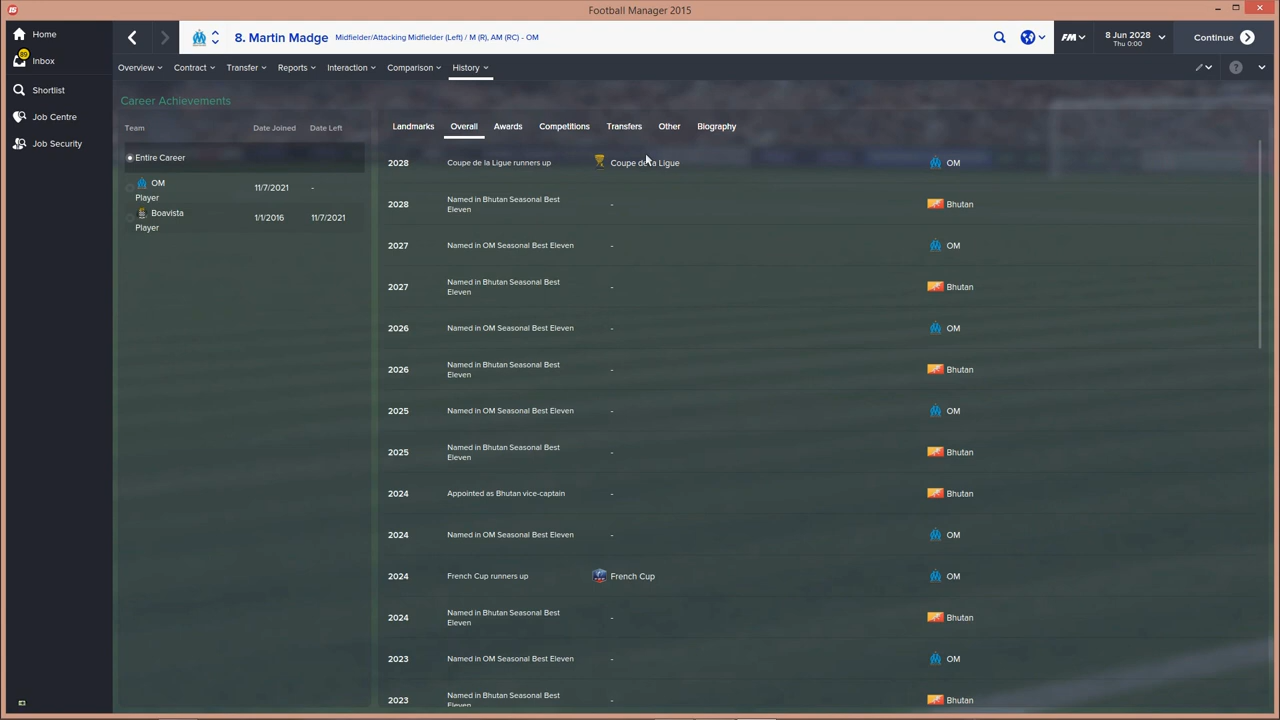 Football Manager 2015
Home
Inbox
89
Shortlist
Job Centre
Job Security
8. Martin Madge
Midfielder/Attacking Midfielder (Left) / M (R), AM (RC) - OM
FM
8 Jun 2028
Thu 0:00
Continue
Overview
Contract
Transfer
Reports
Interaction
Comparison
History
?
Career Achievements
Team Date Joined Date Left
Entire Career
OM
Player
11/7/2021 -
Boavista
Player
1/1/2016 11/7/2021
Landmarks Overall Awards Competitions Transfers Other Biography
2028 Coupe de la Ligue runners up Coupe de la Ligue OM
2028 Named in Bhutan Seasonal Best
Eleven - Bhutan
2027 Named in OM Seasonal Best Eleven - OM
2027 Named in Bhutan Seasonal Best
Eleven - Bhutan
2026 Named in OM Seasonal Best Eleven - OM
2026 Named in Bhutan Seasonal Best
Eleven - Bhutan
2025 Named in OM Seasonal Best Eleven - OM
2025 Named in Bhutan Seasonal Best
Eleven - Bhutan
2024 Appointed as Bhutan vice-captain - Bhutan
2024 Named in OM Seasonal Best Eleven - OM
2024 French Cup runners up French Cup OM
2024 Named in Bhutan Seasonal Best
Eleven - Bhutan
2023 Named in OM Seasonal Best Eleven - OM
2023 Named in Bhutan Seasonal Best
Eleven - Bhutan